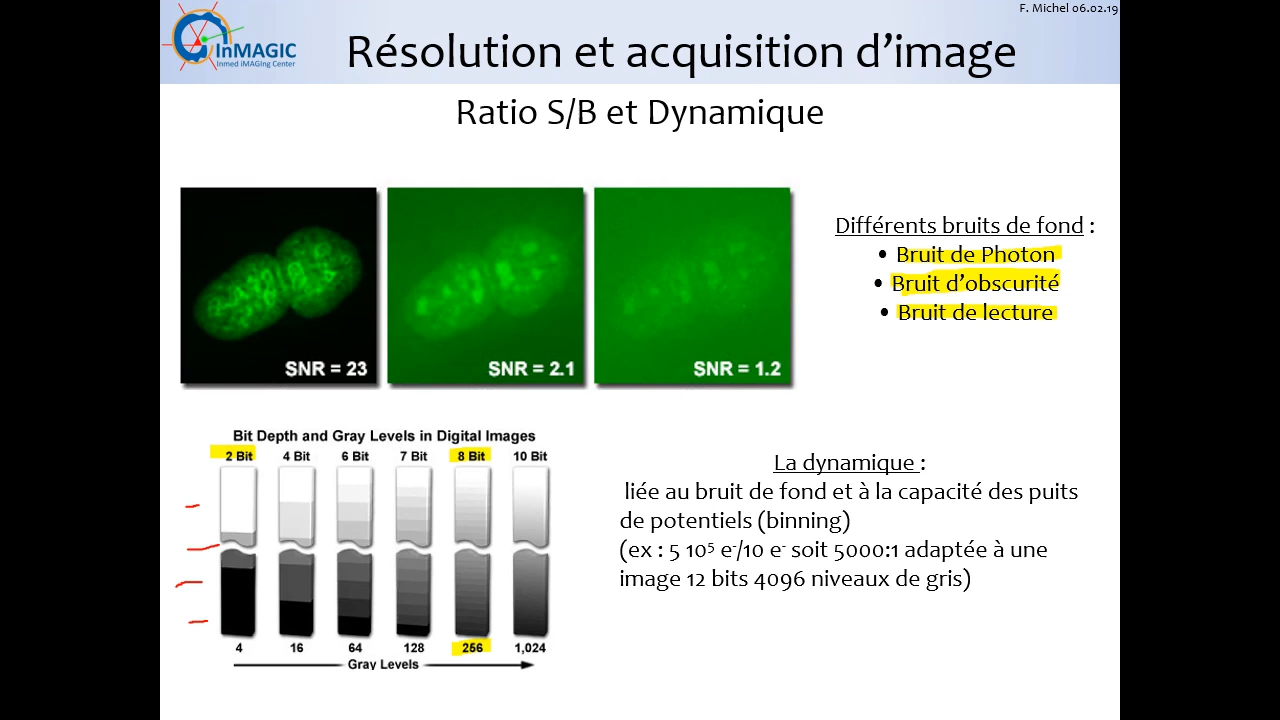 F. Michel 06.02.19
InMAGIC
Inmed iMAGIng Center
Résolution et acquisition d'image
Ratio S/B et Dynamique
SNR = 23
SNR = 2.1
SNR = 1.2
Différents bruits de fond :
• Bruit de Photon
• Bruit d'obscurité
• Bruit de lecture
Bit Depth and Gray Levels in Digital Images
2 Bit 4 Bit 6 Bit 7 Bit 8 Bit 10 Bit
4 16 64 128 256 1,024
Gray Levels
La dynamique :
liée au bruit de fond et à la capacité des puits
de potentiels (binning)
(ex : 5 10⁵ e⁻/10 e⁻ soit 5000:1 adaptée à une
image 12 bits 4096 niveaux de gris)